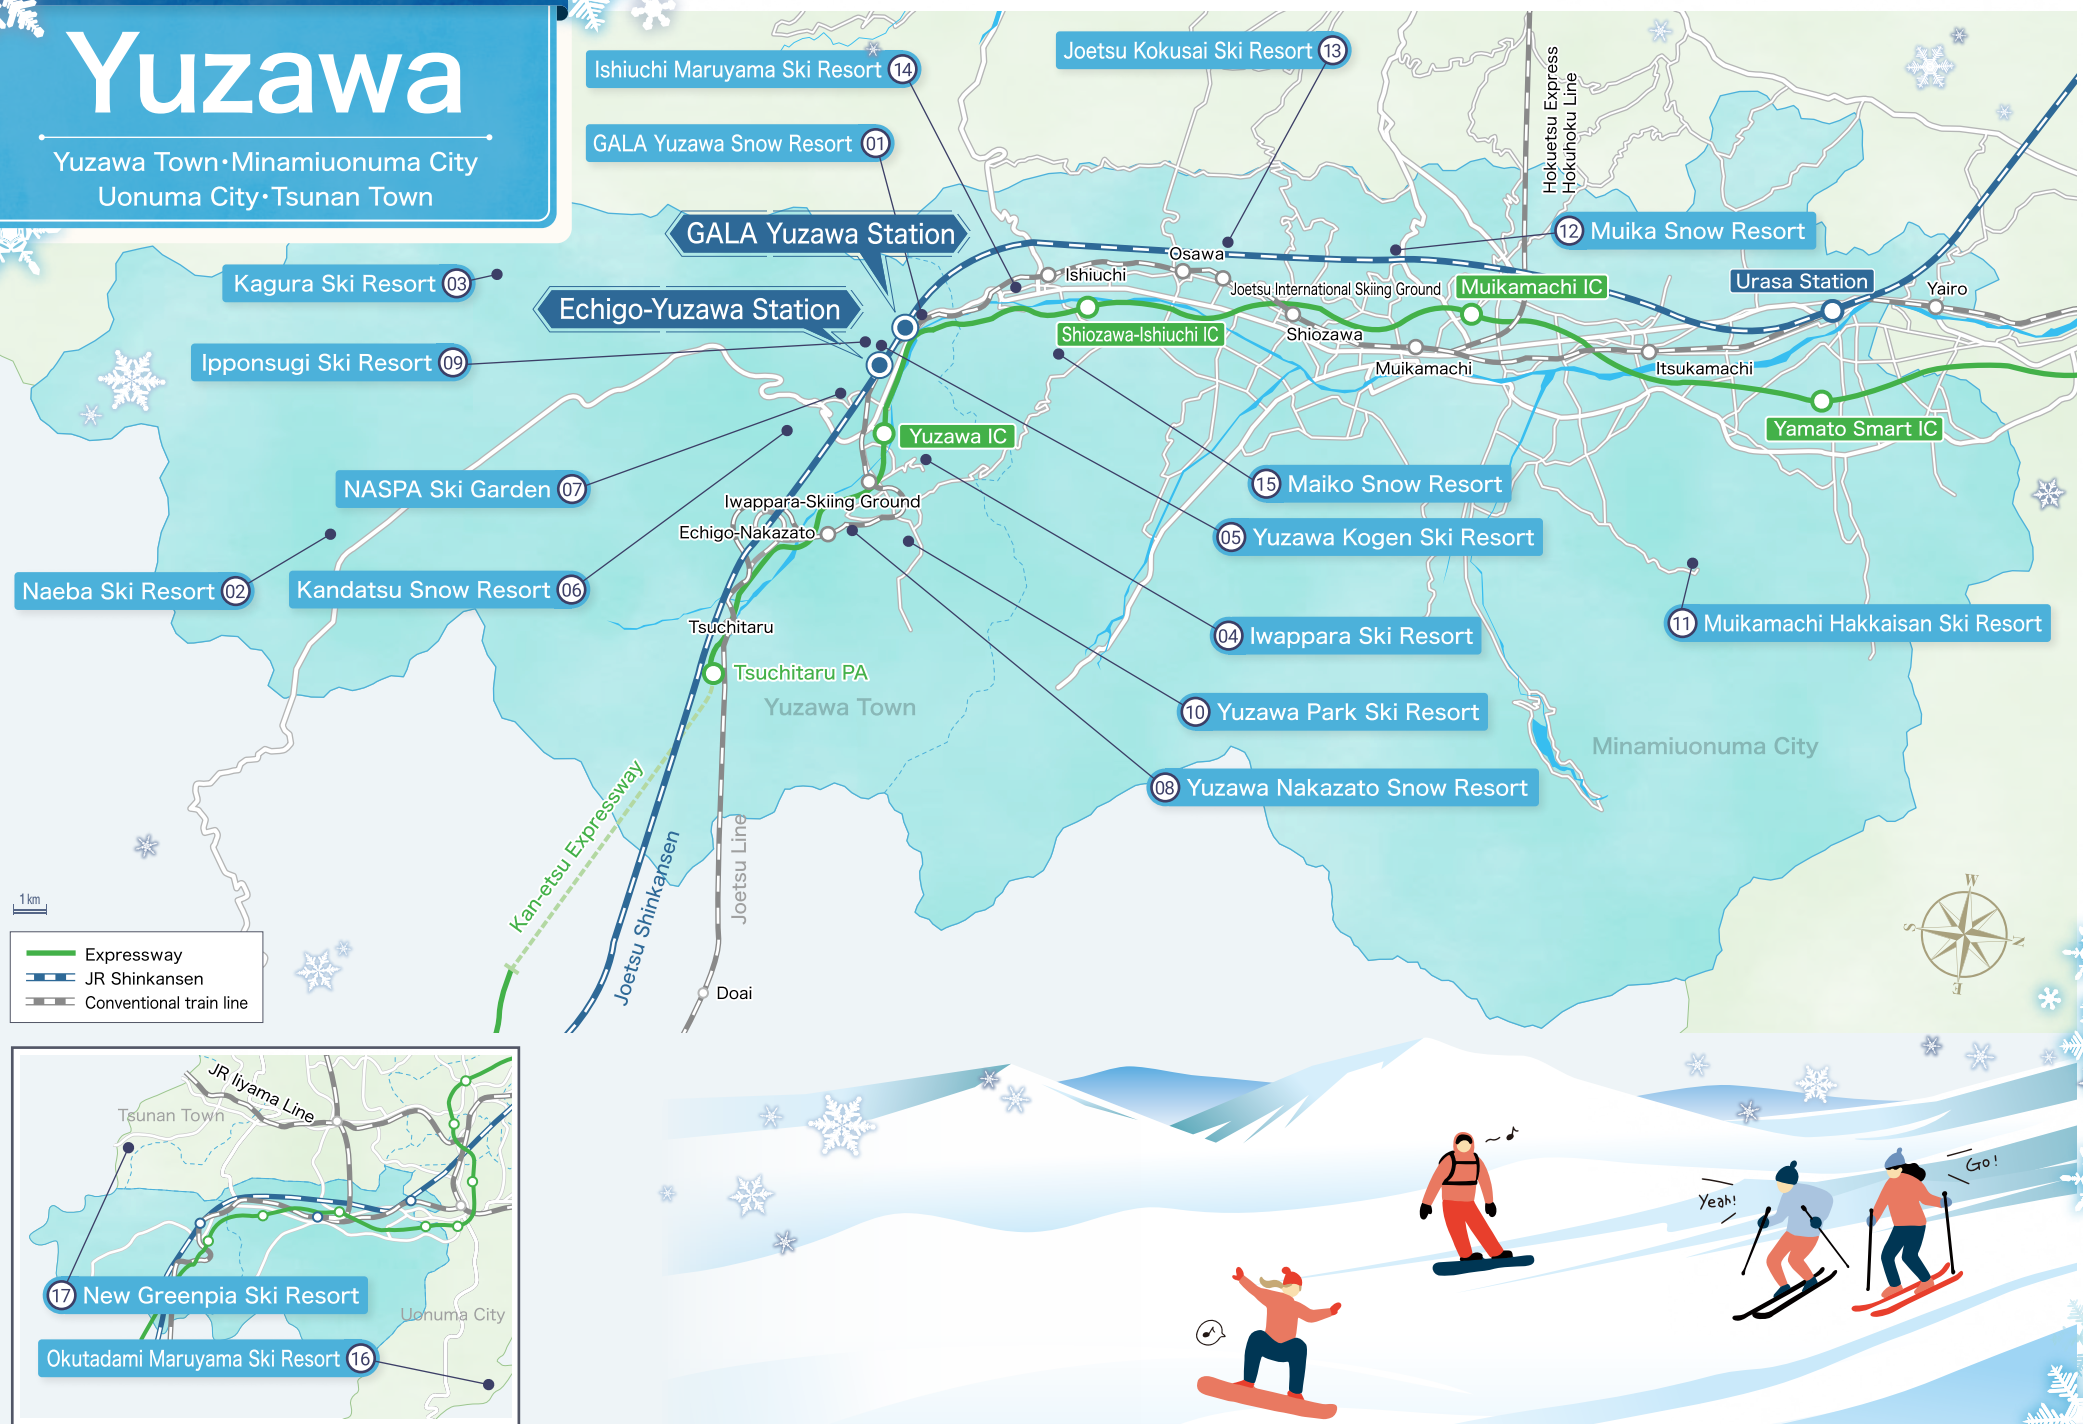 Yuzawa
Yuzawa Town・Minamiuonuma City
Uonuma City・Tsunan Town
Ishiuchi Maruyama Ski Resort 14
Joetsu Kokusai Ski Resort 13
GALA Yuzawa Snow Resort 01
Hokuetsu Express
Hokuhoku Line
GALA Yuzawa Station
12 Muika Snow Resort
Kagura Ski Resort 03
Echigo-Yuzawa Station
Osawa
Ishiuchi
Joetsu International Skiing Ground
Muikamachi IC
Urasa Station
Yairo
Shiozawa-Ishiuchi IC
Shiozawa
Ipponsugi Ski Resort 09
Muikamachi
Itsukamachi
Yuzawa IC
Yamato Smart IC
NASPA Ski Garden 07
15 Maiko Snow Resort
Iwappara-Skiing Ground
Echigo-Nakazato
05 Yuzawa Kogen Ski Resort
Naeba Ski Resort 02
Kandatsu Snow Resort 06
Tsuchitaru
04 Iwappara Ski Resort
11 Muikamachi Hakkaisan Ski Resort
Tsuchitaru PA
Yuzawa Town
10 Yuzawa Park Ski Resort
Minamiuonuma City
08 Yuzawa Nakazato Snow Resort
Kan-etsu Expressway
Joetsu Shinkansen
Joetsu Line
Doai
W
S
N
E
1km
Expressway
JR Shinkansen
Conventional train line
JR Iiyama Line
Tsunan Town
17 New Greenpia Ski Resort
Uonuma City
Okutadami Maruyama Ski Resort 16
Yeah!
Go!